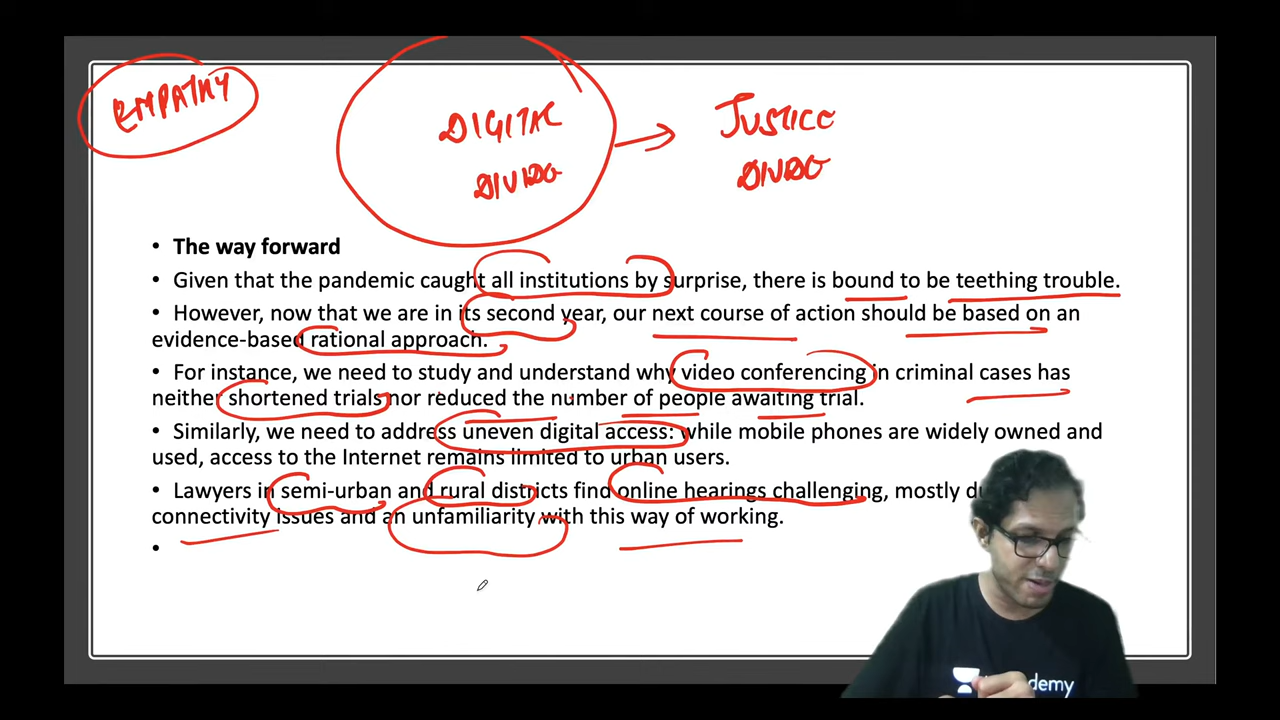 EMPATHY
DIGITAL
DIVIDE
JUSTICE
DIVIDE
• The way forward
• Given that the pandemic caught all institutions by surprise, there is bound to be teething trouble.
• However, now that we are in its second year, our next course of action should be based on an
evidence-based rational approach.
• For instance, we need to study and understand why video conferencing in criminal cases has
neither shortened trials nor reduced the number of people awaiting trial.
• Similarly, we need to address uneven digital access: while mobile phones are widely owned and
used, access to the Internet remains limited to urban users.
• Lawyers in semi-urban and rural districts find online hearings challenging, mostly
connectivity issues and an unfamiliarity with this way of working.
•